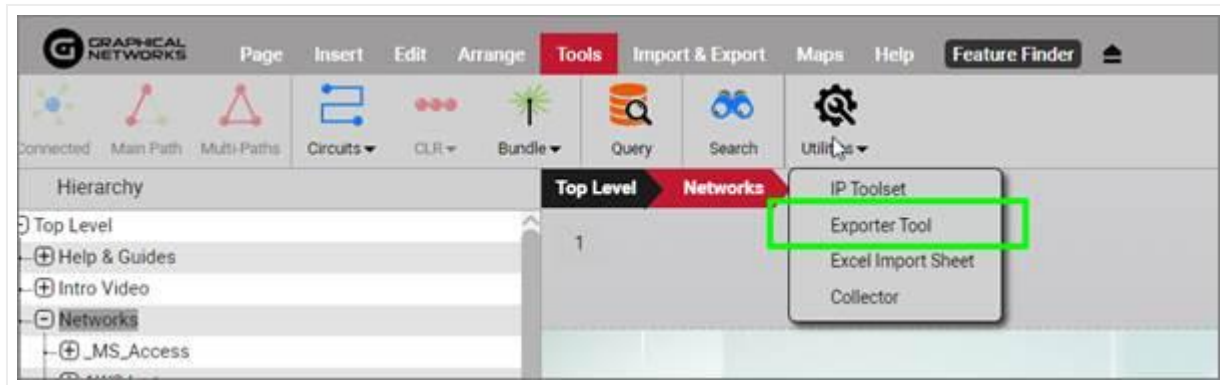 GRAPHICAL NETWORKS
Page Insert Edit Arrange Tools Import & Export Maps Help Feature Finder
Connected Main Path Multi-Paths Circuits CLR Bundle Query Search Utilities
Hierarchy
Top Level Networks
IP Toolset
Top Level
Exporter Tool
1
Help & Guides
Excel Import Sheet
Intro Video
Collector
Networks
_MS_Access